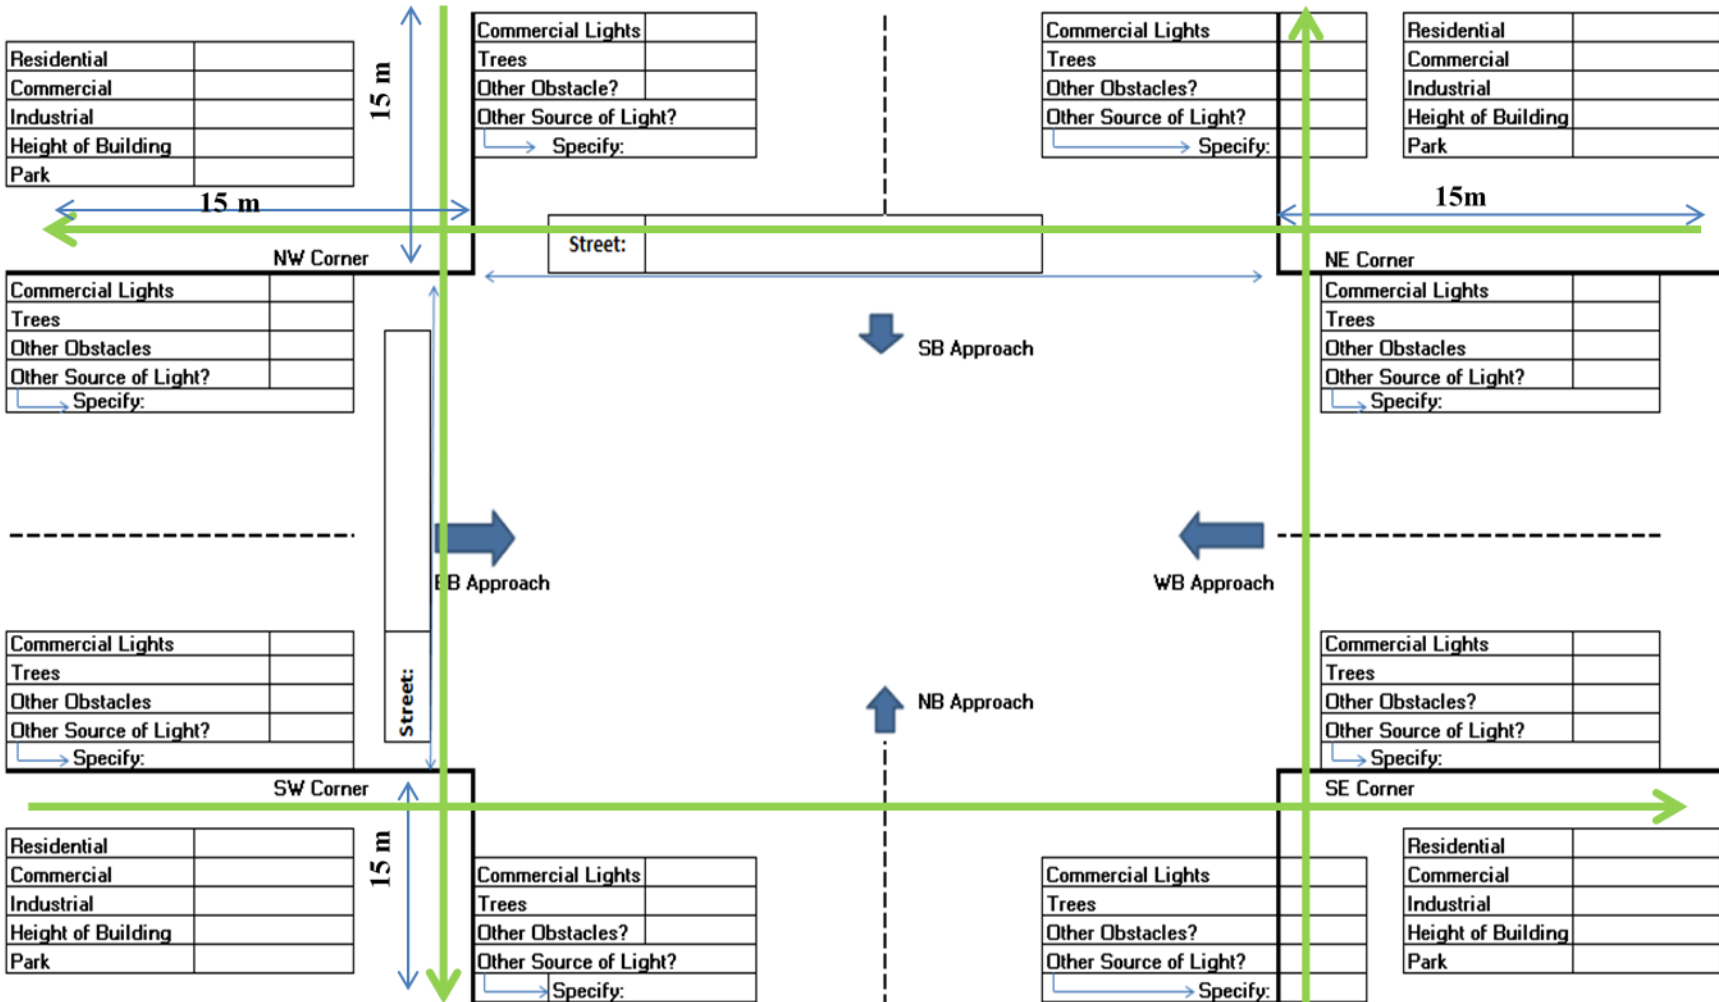 Residential
Commercial
Industrial
Height of Building
Park
15 m
Commercial Lights
Trees
Other Obstacle?
Other Source of Light?
Specify:
Commercial Lights
Trees
Other Obstacles?
Other Source of Light?
Specify:
Residential
Commercial
Industrial
Height of Building
Park
15 m
15m
Street:
NW Corner
NE Corner
Commercial Lights
Trees
Other Obstacles
Other Source of Light?
Specify:
SB Approach
Commercial Lights
Trees
Other Obstacles
Other Source of Light?
Specify:
EB Approach
WB Approach
Commercial Lights
Trees
Other Obstacles
Other Source of Light?
Specify:
Street:
NB Approach
Commercial Lights
Trees
Other Obstacles?
Other Source of Light?
Specify:
SW Corner
SE Corner
Residential
Commercial
Industrial
Height of Building
Park
15 m
Commercial Lights
Trees
Other Obstacles?
Other Source of Light?
Specify:
Commercial Lights
Trees
Other Obstacles?
Other Source of Light?
Specify:
Residential
Commercial
Industrial
Height of Building
Park